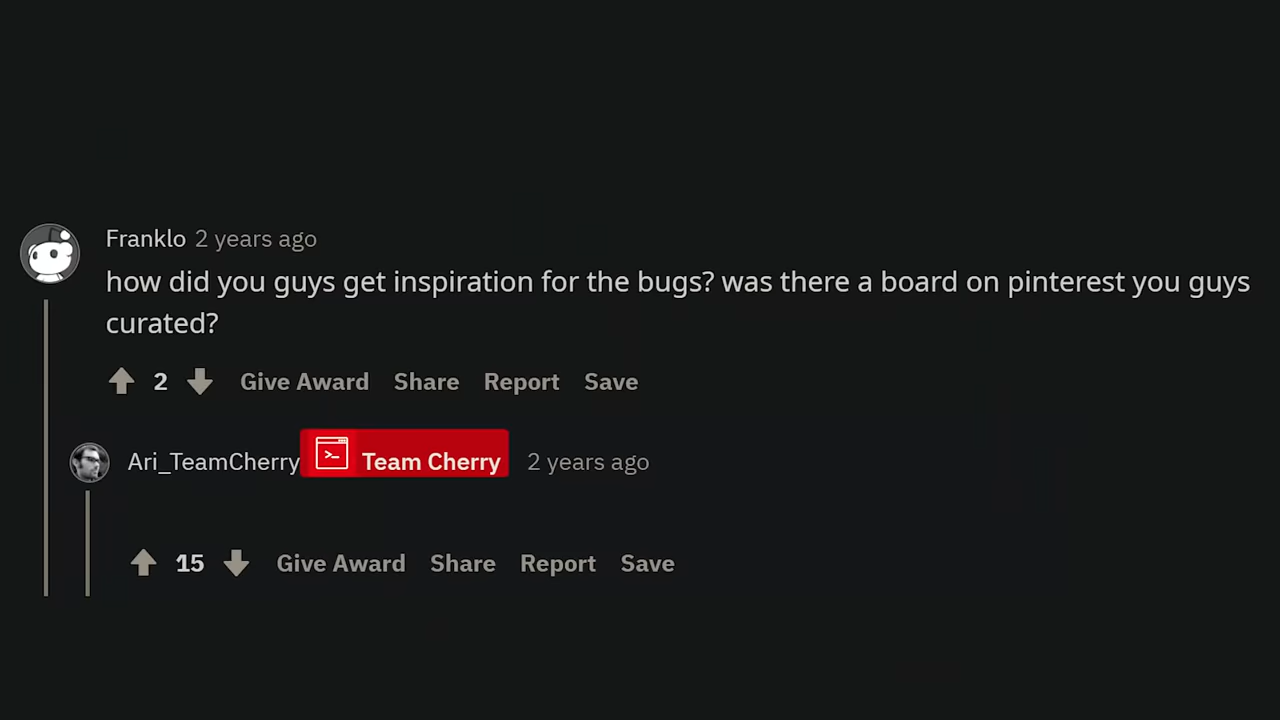 Franklo 2 years ago
how did you guys get inspiration for the bugs? was there a board on pinterest you guys
curated?
2 Give Award Share Report Save
Ari_TeamCherry >_ Team Cherry 2 years ago
15 Give Award Share Report Save